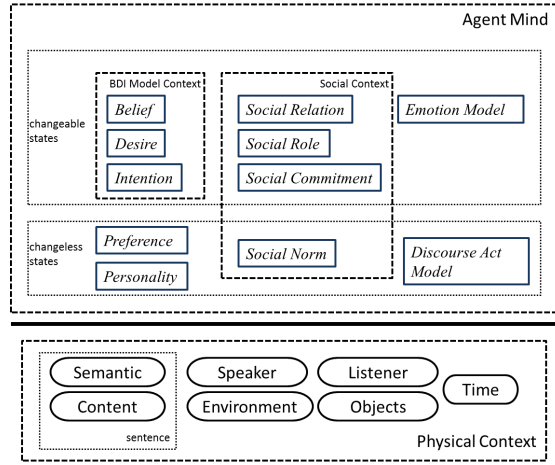 Agent Mind
BDI Model Context
Social Context
Belief
Social Relation
Emotion Model
changeable
states
Desire
Social Role
Intention
Social Commitment
changeless
states
Preference
Social Norm
Discourse Act
Model
Personality
Semantic
Speaker
Listener
Time
Content
Environment
Objects
sentence
Physical Context